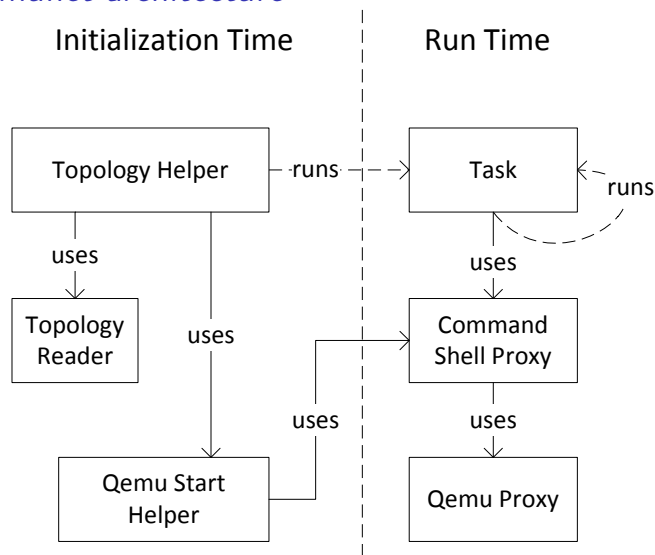 architecture
Initialization Time
Run Time
Topology Helper
runs
Task
runs
uses
uses
Topology
Reader
uses
Command
Shell Proxy
uses
uses
Qemu Start
Helper
Qemu Proxy